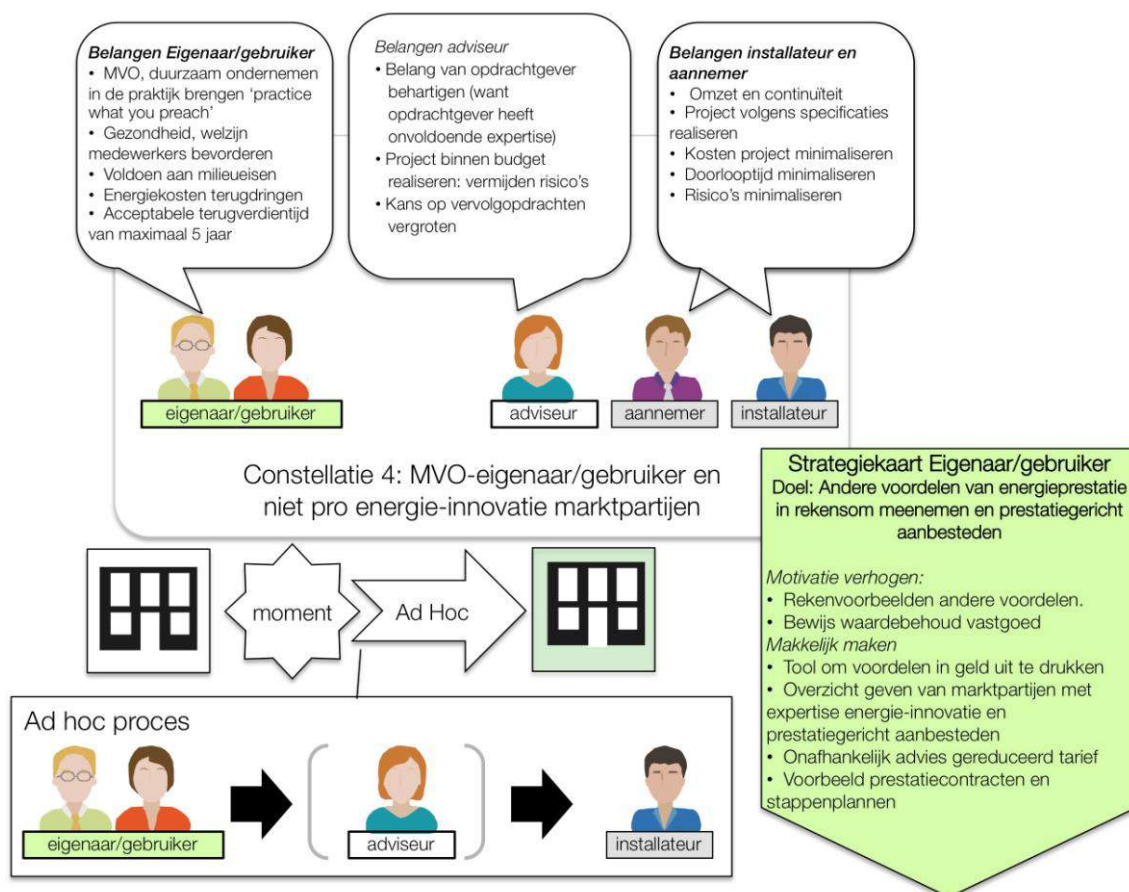 Belangen Eigenaar/gebruiker
• MVO, duurzaam ondernemen
in de praktijk brengen ‘practice
what you preach’
• Gezondheid, welzijn
medewerkers bevorderen
• Voldoen aan milieueisen
• Energiekosten terugdringen
• Acceptabele terugverdientijd
van maximaal 5 jaar
Belangen adviseur
• Belang van opdrachtgever
behartigen (want
opdrachtgever heeft
onvoldoende expertise)
• Project binnen budget
realiseren: vermijden risico’s
• Kans op vervolgopdrachten
vergroten
Belangen installateur en
aannemer
• Omzet en continuïteit
• Project volgens specificaties
realiseren
• Kosten project minimaliseren
• Doorlooptijd minimaliseren
• Risico’s minimaliseren
eigenaar/gebruiker
adviseur
aannemer
installateur
Constellatie 4: MVO-eigenaar/gebruiker en
niet pro energie-innovatie marktpartijen
moment
Ad Hoc
Ad hoc proces
eigenaar/gebruiker
adviseur
installateur
Strategiekaart Eigenaar/gebruiker
Doel: Andere voordelen van energieprestatie
in rekensom meenemen en prestatiegericht
aanbesteden
Motivatie verhogen:
• Rekenvoorbeelden andere voordelen.
• Bewijs waardebehoud vastgoed
Makkelijk maken
• Tool om voordelen in geld uit te drukken
• Overzicht geven van marktpartijen met
expertise energie-innovatie en
prestatiegericht aanbesteden
• Onafhankelijk advies gereduceerd tarief
• Voorbeeld prestatiecontracten en
stappenplannen